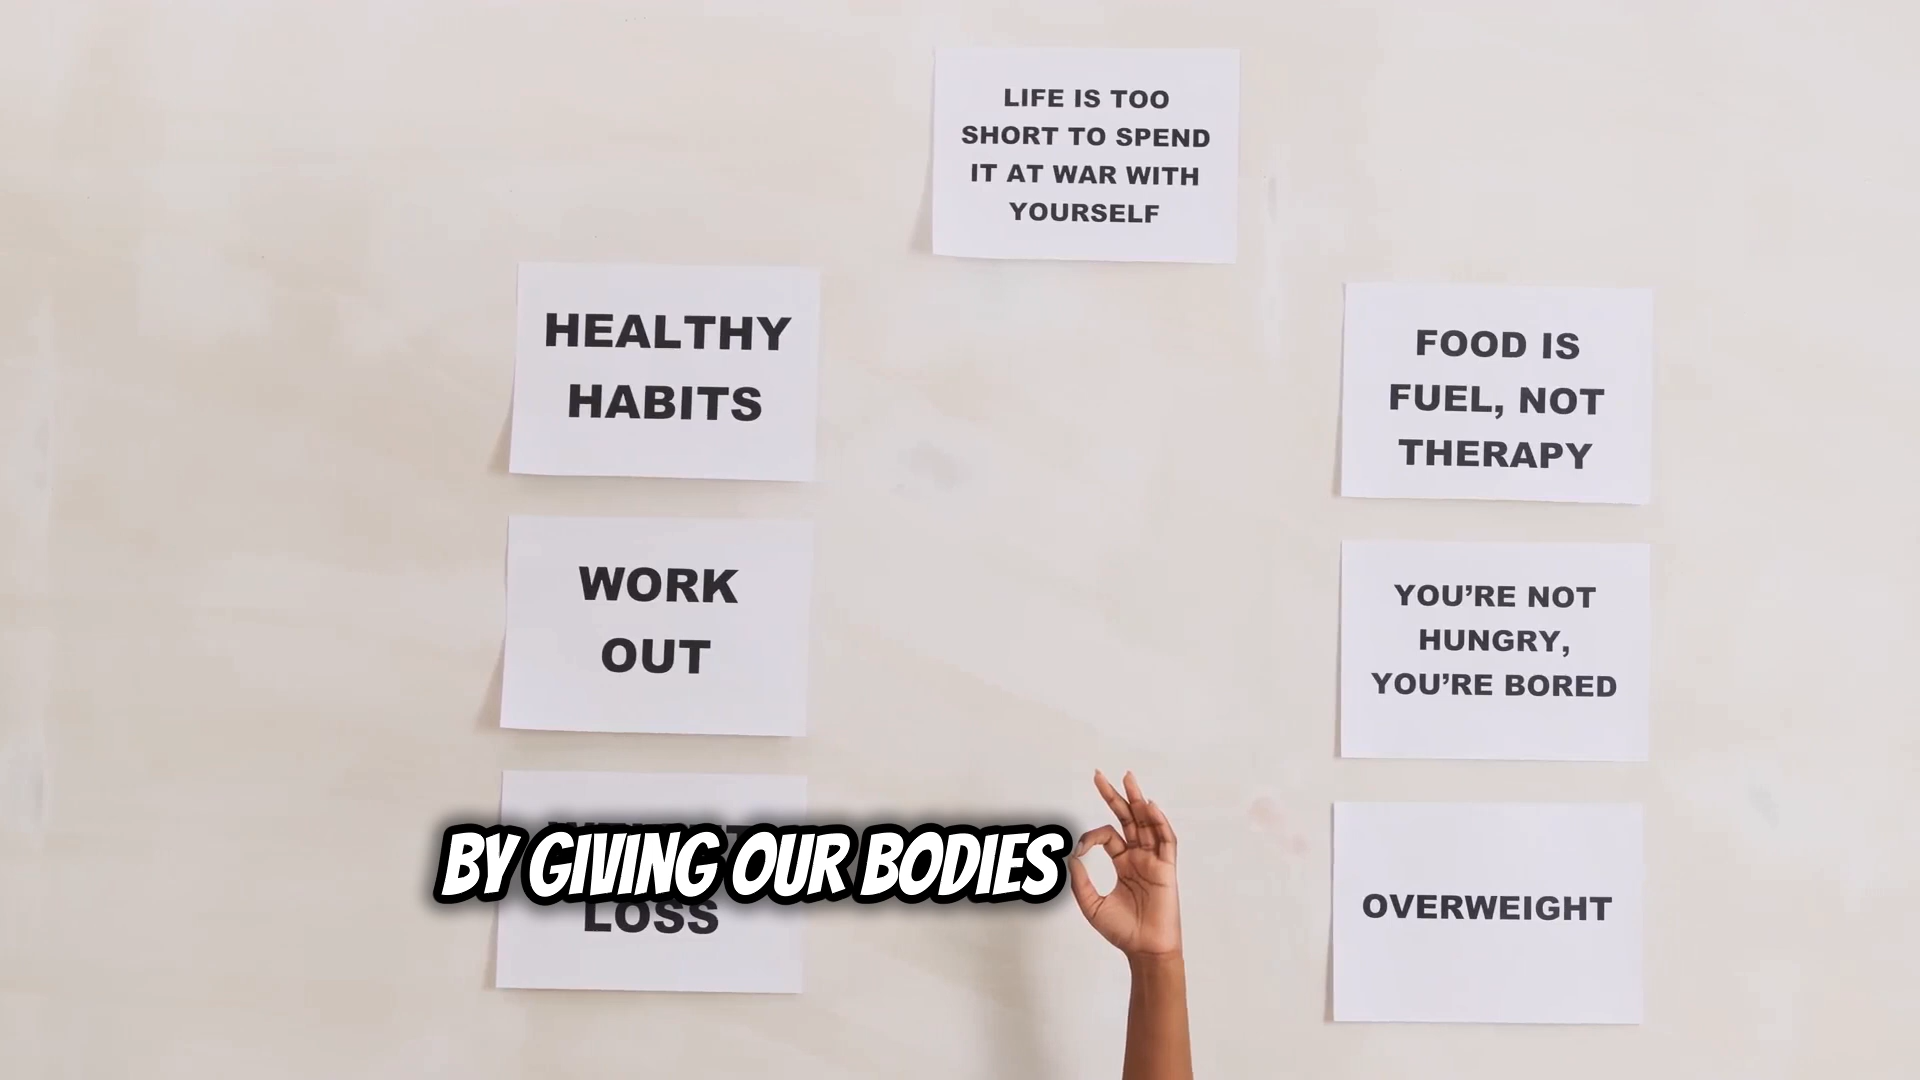 LIFE IS TOO
SHORT TO SPEND
IT AT WAR WITH
YOURSELF
HEALTHY
HABITS
FOOD IS
FUEL, NOT
THERAPY
WORK
OUT
YOU'RE NOT
HUNGRY,
YOU'RE BORED
BY GIVING OUR BODIES
LOSS
OVERWEIGHT